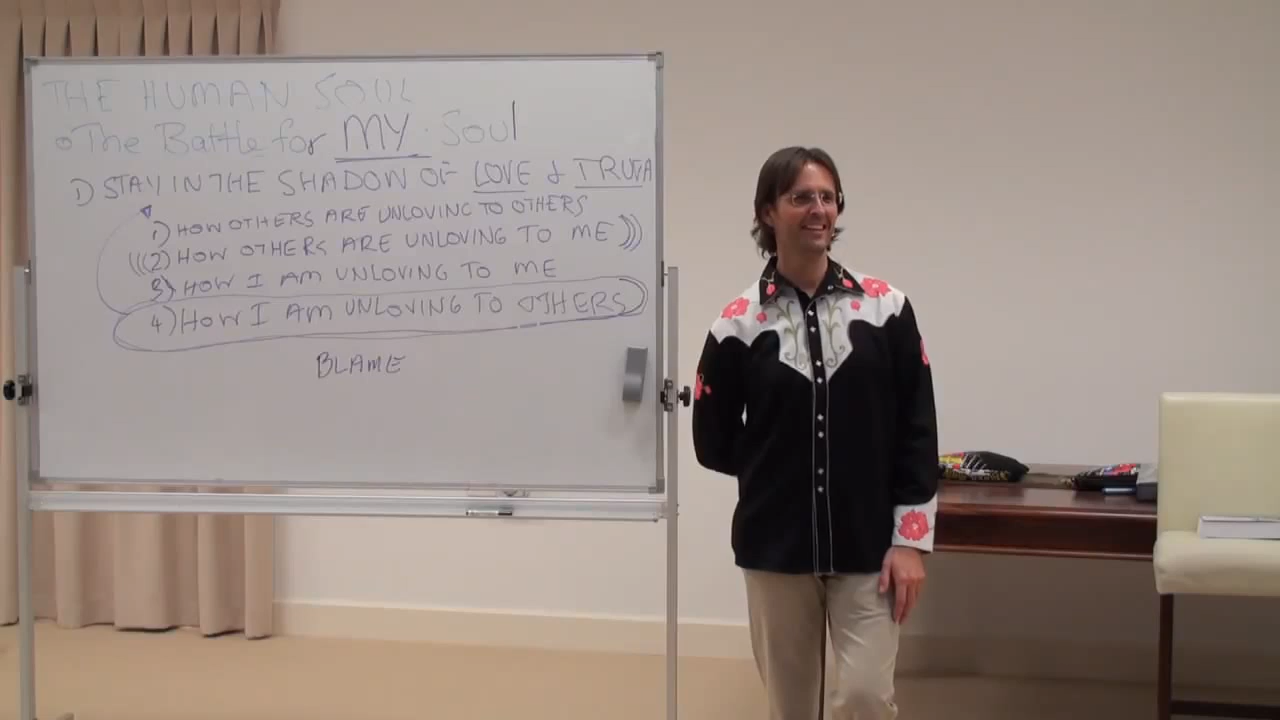 THE HUMAN SOUL
o The Battle for MY Soul
1) STAY IN THE SHADOW OF LOVE & TRUTH
1) HOW OTHERS ARE UNLOVING TO OTHERS
(((2) HOW OTHERS ARE UNLOVING TO ME)))
3) HOW I AM UNLOVING TO ME
4) HOW I AM UNLOVING TO OTHERS
BLAME